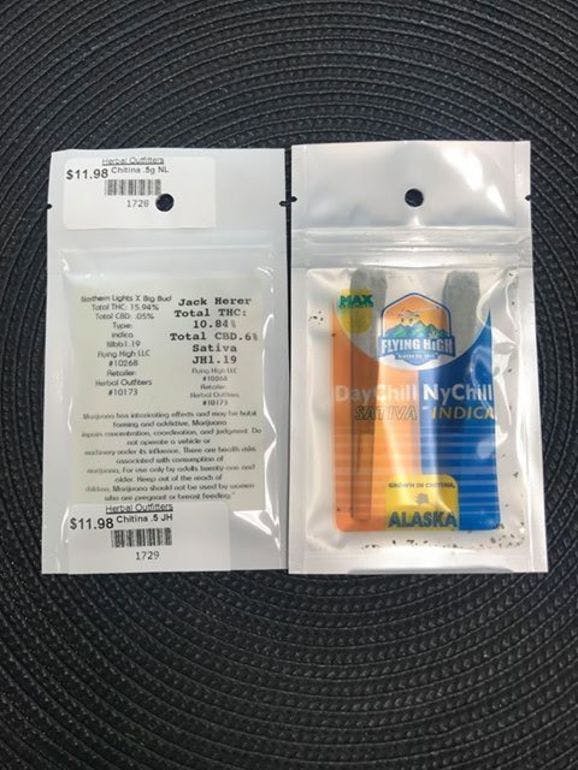 Herbal Outfitters
$11.98 Chitina .5g NL
1728
Northern Lights X Big Bud
Total THC: 15.94%
Total CBD: .05%
Type:
indica
Nlbb1.19
Flying High LLC
#10268
Retailer:
Herbal Outfitters
#10173
Jack Herer
Total THC:
10.84%
Total CBD.6%
Sativa
JH1.19
Flying High LLC
#10268
Retailer:
Herbal Outfitters
#10173
Marijuana has intoxicating effects and may be habit
forming and addictive. Marijuana
impairs concentration, coordination, and judgment. Do
not operate a vehicle or
machinery under its influence. There are health risks
associated with consumption of
marijuana. For use only by adults twenty-one and
older. Keep out of the reach of
children. Marijuana should not be used by women
who are pregnant or breast feeding."
Herbal Outfitters
$11.98 Chitina .5 JH
1729
MAX
FLYING HIGH
DayChill NyChill
SATIVA INDICA
GROWN IN CHITINA,
ALASKA